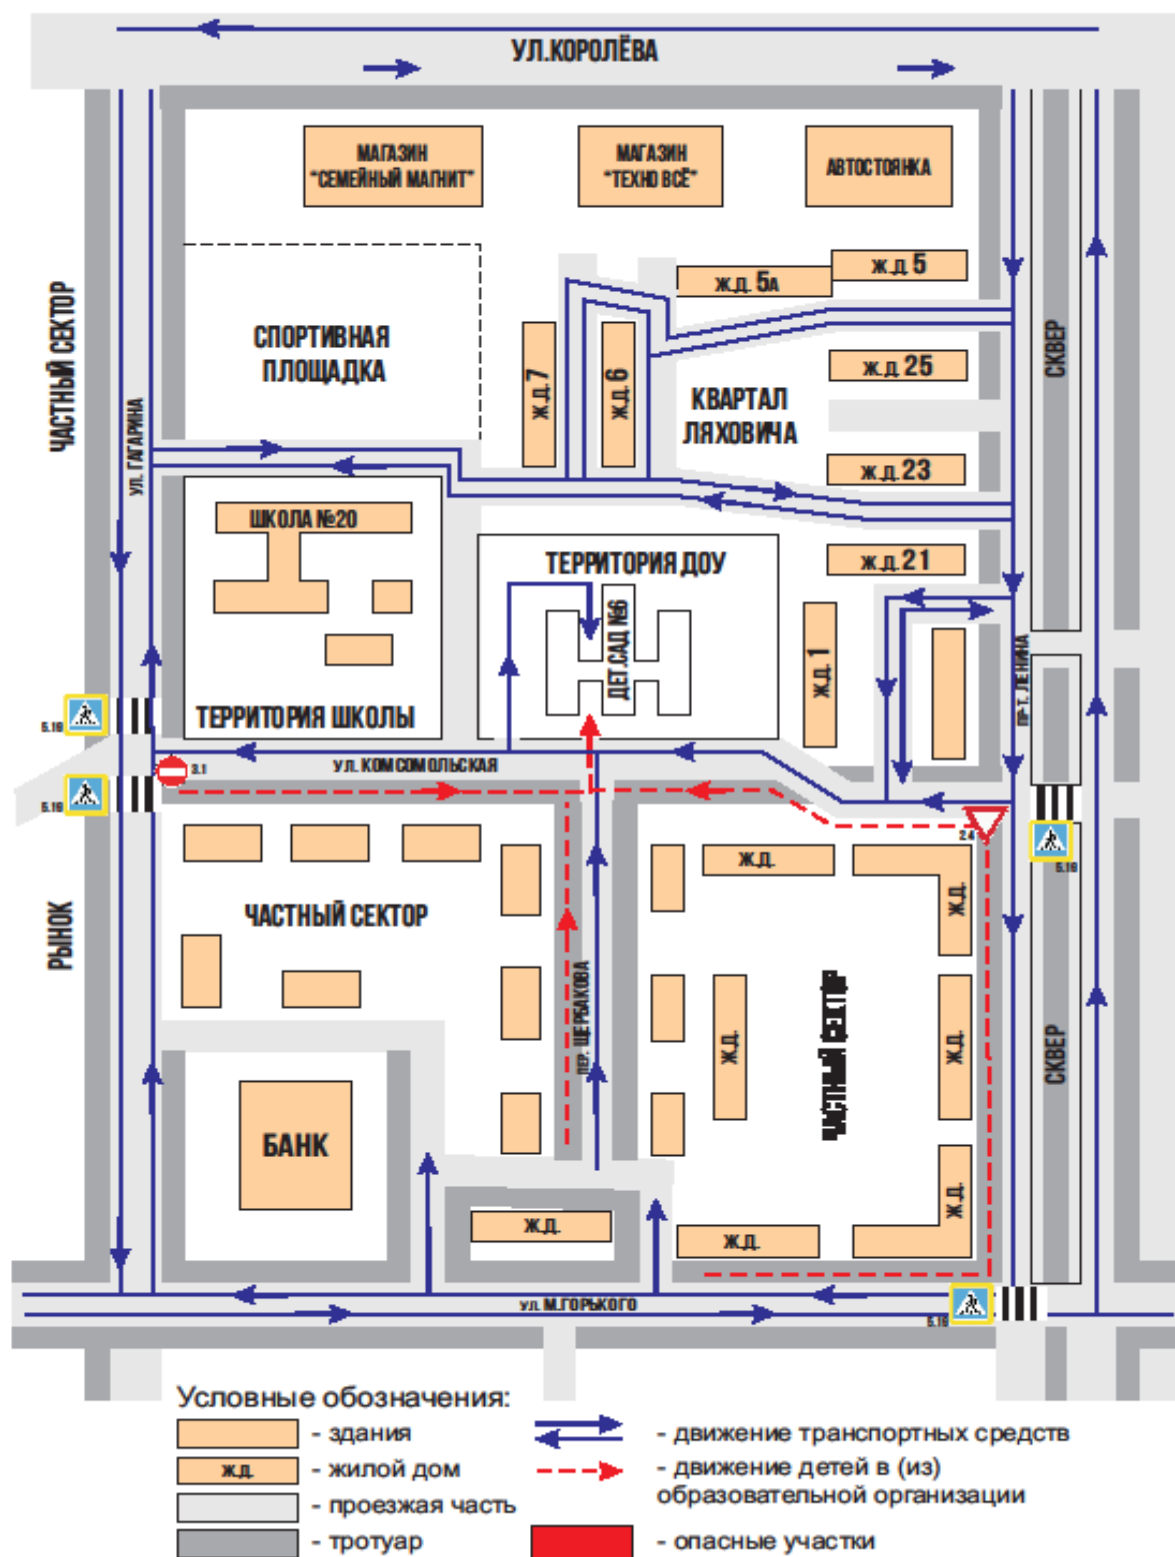 УЛ.КОРОЛЁВА
МАГАЗИН
"СЕМЕЙНЫЙ МАГНИТ"
МАГАЗИН
"ТЕХНО ВСЁ"
АВТОСТОЯНКА
Ж.Д. 5
Ж.Д. 5А
ЧАСТНЫЙ СЕКТОР
СПОРТИВНАЯ
ПЛОЩАДКА
Ж.Д. 7
Ж.Д. 6
Ж.Д. 25
СКВЕР
КВАРТАЛ
ЛЯХОВИЧА
УЛ. ГАГАРИНА
Ж.Д. 23
ШКОЛА №20
ТЕРРИТОРИЯ ДОУ
Ж.Д. 21
ДЕТ.САД №6
Ж.Д. 1
ПР-Т. ЛЕНИНА
ТЕРРИТОРИЯ ШКОЛЫ
5.19
УЛ. КОМСОМОЛЬСКАЯ
3.1
5.19
2.4
5.19
Ж.Д.
Ж.Д.
ЧАСТНЫЙ СЕКТОР
РЫНОК
ПЕР. ЩЕРБАКОВА
Ж.Д.
ЧАСТНЫЙ СЕКТОР
Ж.Д.
СКВЕР
БАНК
Ж.Д.
Ж.Д.
Ж.Д.
УЛ. М.ГОРЬКОГО
5.19
Условные обозначения:
- здания
Ж.Д. - жилой дом
- проезжая часть
- тротуар
- движение транспортных средств
- движение детей в (из)
образовательной организации
- опасные участки